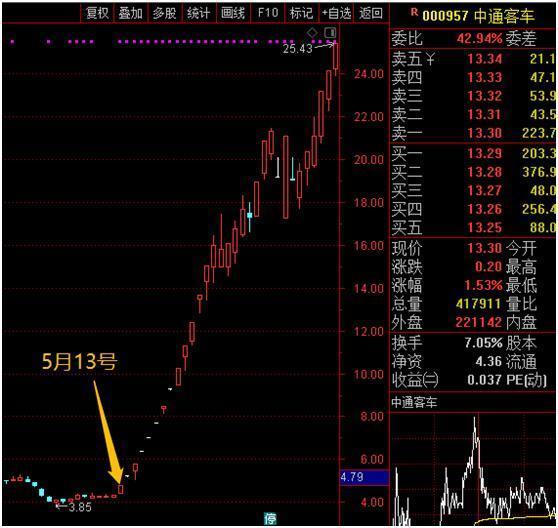 复权 叠加 多股 统计 画线 F10 标记 +自选 返回
R 000957 中通客车
委比 42.94% 委差
卖五¥ 13.34 21.1
卖四 13.33 47.1
卖三 13.32 53.9
卖二 13.31 43.5
卖一 13.30 223.7
买一 13.29 203.3
买二 13.28 376.9
买三 13.27 48.0
买四 13.26 256.4
买五 13.25 88.0
现价 13.30 今开
涨跌 0.20 最高
涨幅 1.53% 最低
总量 417911 量比
外盘 221142 内盘
换手 7.05% 股本
净资 4.36 流通
收益㈡ 0.037 PE(动)
中通客车
25.43
24.00
22.00
20.00
18.00
16.00
14.00
12.00
10.00
8.00
6.00
4.79
4.00
5月13号
3.85
停